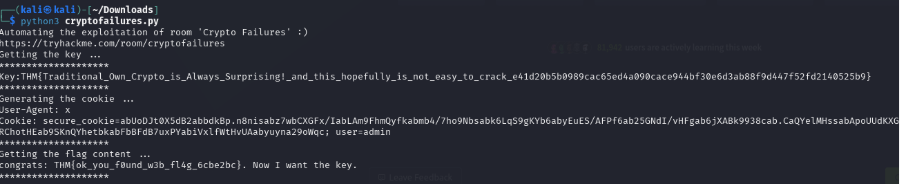 (kali㉿kali)-[~/Downloads]
$ python3 cryptofailures.py
Automating the exploitation of room 'Crypto Failures' :)
https://tryhackme.com/room/cryptofailures
Getting the key ...
********************
Key:THM{Traditional_Own_Crypto_is_Always_Surprising!_and_this_hopefully_is_not_easy_to_crack_e41d20b5b0989cac65ed4a090cace944bf30e6d3ab88f9d447f52fd2140525b9}
********************
Generating the cookie ...
User-Agent: x
Cookie: secure_cookie=abUoDJt0X5dB2abbdkBp.n8nisabz7wbCXGFx/IabLAm9FhmQyfkabmb4/7ho9Nbsabk6LqS9gKYb6abyEuES/AFPf6ab25GNdI/vHFgab6jXABk9938cab.CaQYelMHssabApoUUdKXG
RChotHEab9SKnQYhetbkabFbBFdB7uxPYabiVxlfWtHvUAabyuyna29oWqc; user=admin
********************
Getting the flag content ...
congrats: THM{ok_you_f0und_w3b_fl4g_6cbe2bc}. Now I want the key.
********************